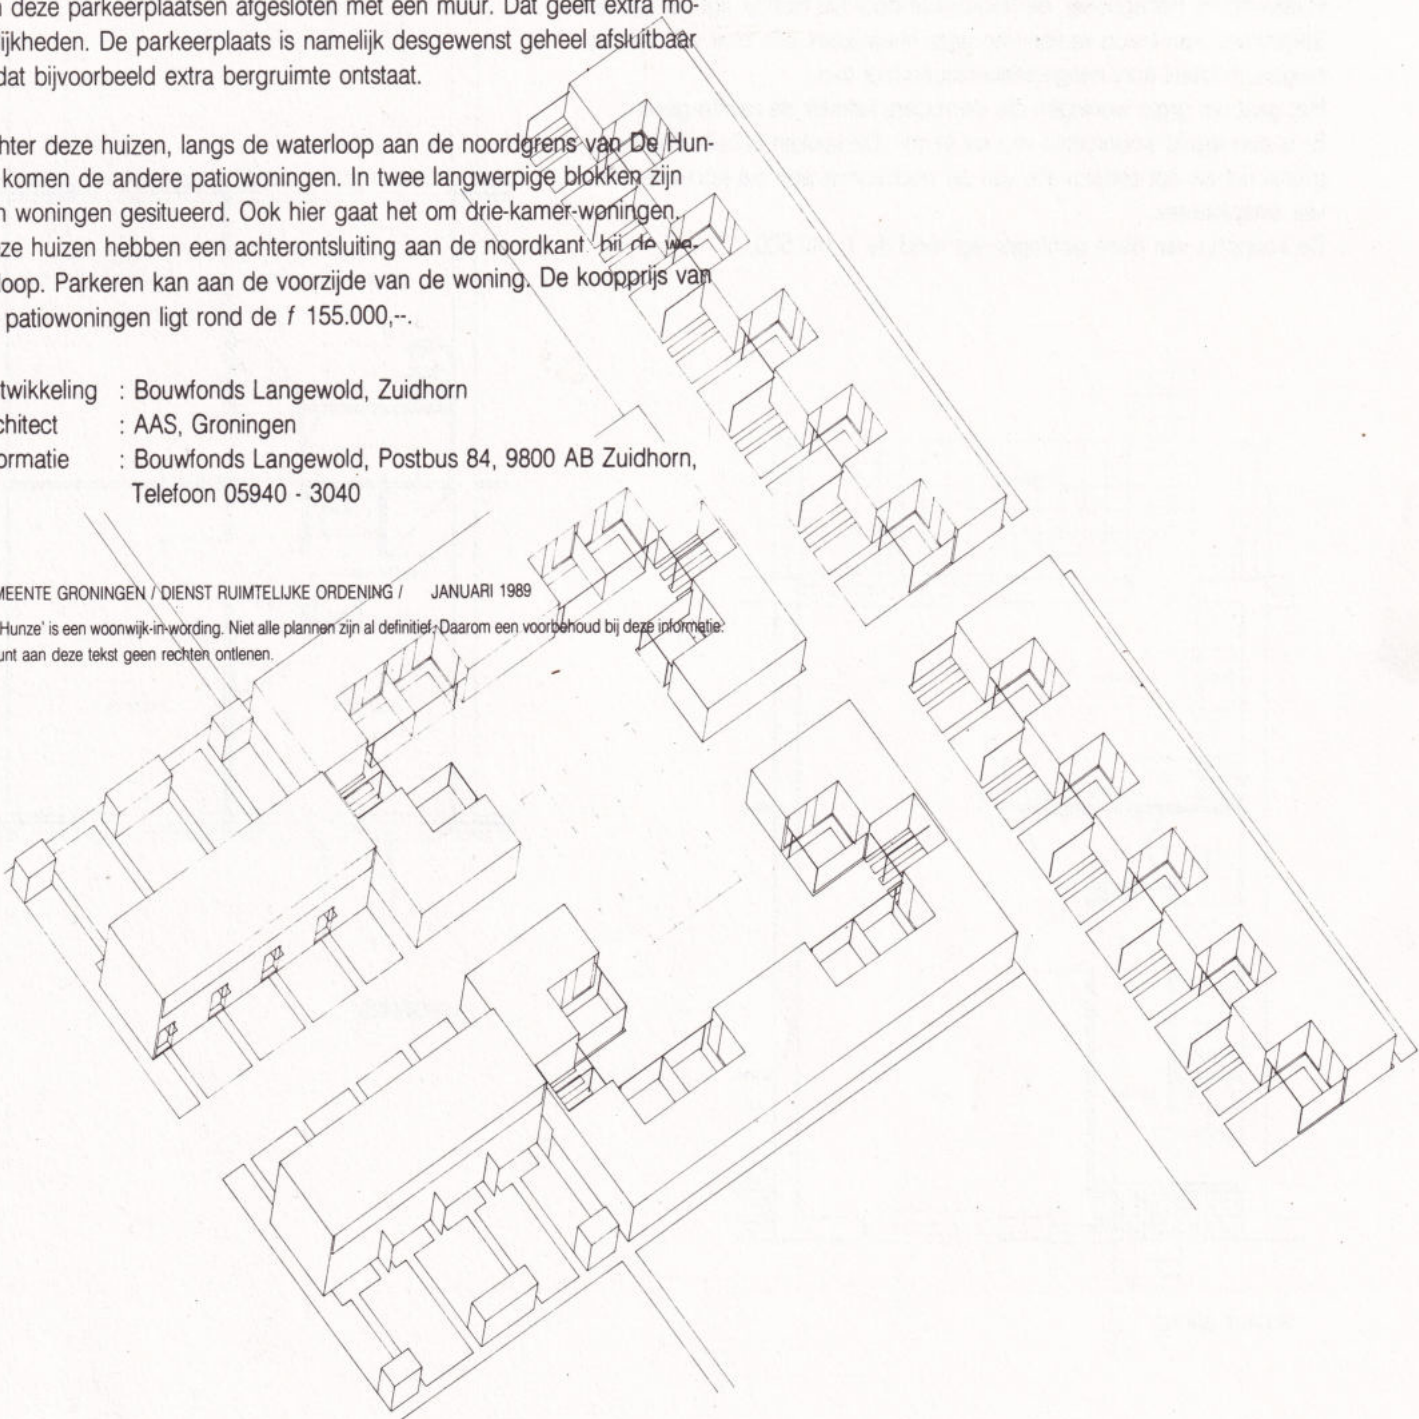 n deze parkeerplaatsen afgesloten met een muur. Dat geeft extra mo-
lijkheden. De parkeerplaats is namelijk desgewenst geheel afsluitbaar
dat bijvoorbeeld extra bergruimte ontstaat.
hter deze huizen, langs de waterloop aan de noordgrens van De Hun-
komen de andere patiowoningen. In twee langwerpige blokken zijn
n woningen gesitueerd. Ook hier gaat het om drie-kamer-woningen.
ze huizen hebben een achterontsluiting aan de noordkant bij de wa-
loop. Parkeren kan aan de voorzijde van de woning. De koopprijs van
patiowoningen ligt rond de f 155.000,--.
twikkeling : Bouwfonds Langewold, Zuidhorn
chitect : AAS, Groningen
ormatie : Bouwfonds Langewold, Postbus 84, 9800 AB Zuidhorn,
Telefoon 05940 - 3040
MEENTE GRONINGEN / DIENST RUIMTELIJKE ORDENING / JANUARI 1989
Hunze' is een woonwijk-in-wording. Niet alle plannen zijn al definitief. Daarom een voorbehoud bij deze informatie.
unt aan deze tekst geen rechten ontlenen.